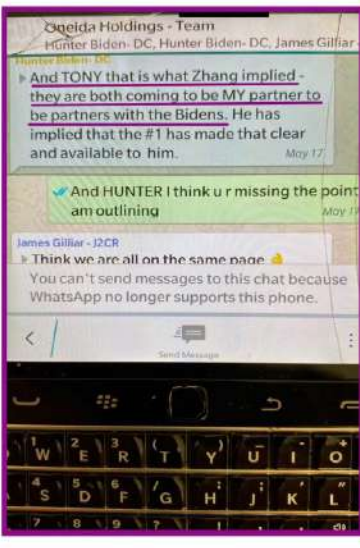 Oneida Holdings - Team
Hunter Biden- DC, Hunter Biden- DC, James Gilliar-
Hunter Biden- DC
And TONY that is what Zhang implied -
they are both coming to be MY partner to
be partners with the Bidens. He has
implied that the #1 has made that clear
and available to him.
May 17
And HUNTER I think u r missing the point
am outlining
May 17
James Gilliar - J2CR
Think we are all on the same page
You can't send messages to this chat because
WhatsApp no longer supports this phone.
Send Message
1 2 3 ( ) - +
W E R T Y U I O
4 5 6 / : ; ' "
S D F G H J K L
7 8 9 ? ! , .